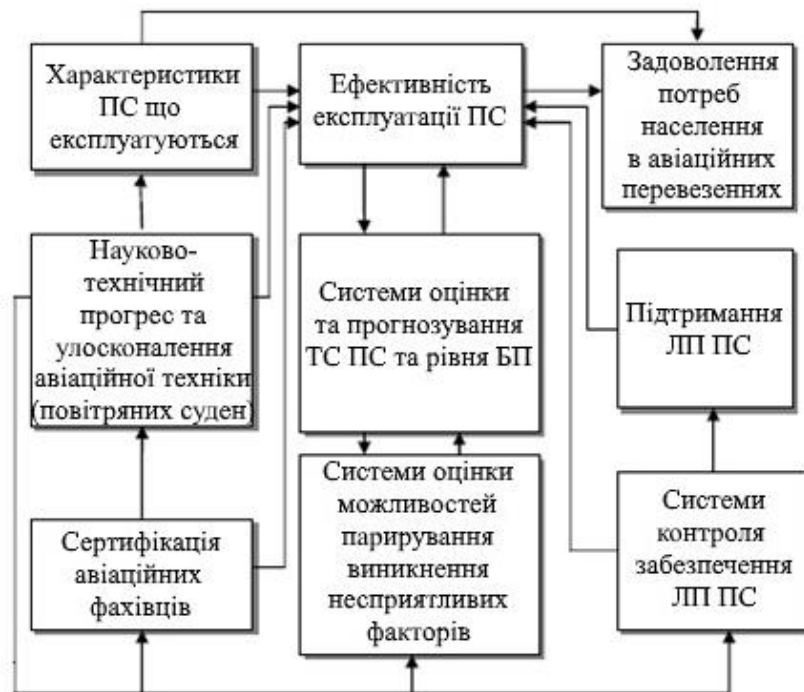 Характеристики
ПС що
експлуатуються
Ефективність
експлуатації ПС
Задоволення
потреб
населення
в авіаційних
перевезеннях
Науково-
технічний
прогрес та
улосконалення
авіаційної техніки
(повітряних суден)
Системи оцінки
та прогнозування
ТС ПС та рівня БП
Підтримання
ЛП ПС
Сертифікація
авіаційних
фахівців
Системи оцінки
можливостей
парирування
виникнення
несприятливих
факторів
Системи
контроля
забезпечення
ЛП ПС